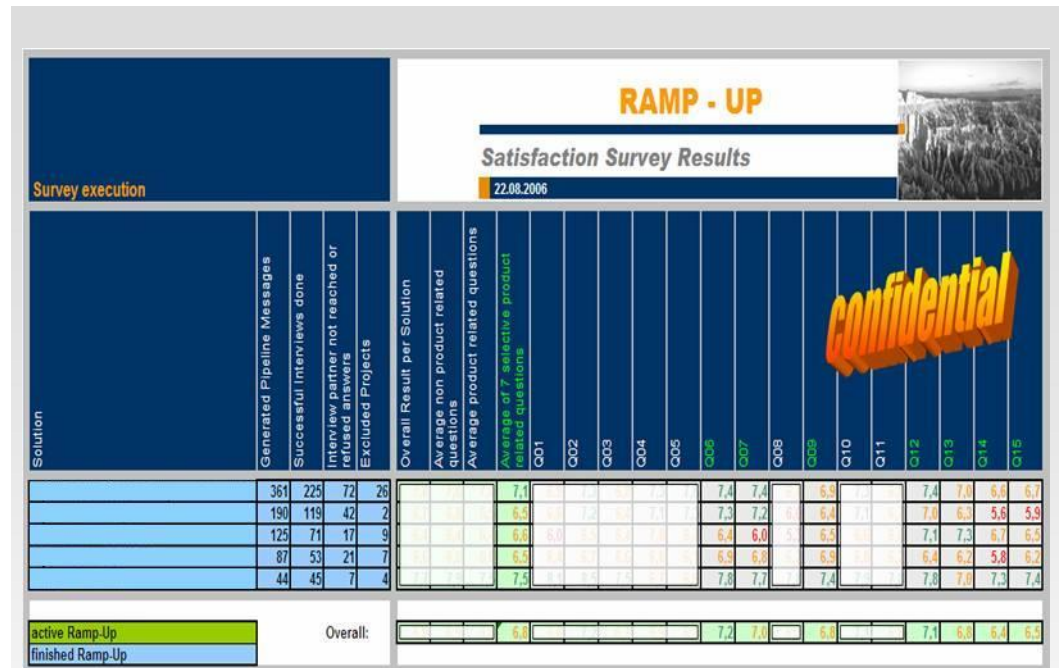 RAMP - UP
Satisfaction Survey Results
Survey execution
22.08.2006
confidential
Solution
Generated Pipeline Messages
Successful Interviews done
Interview partner not reached or
refused answers
Excluded Projects
Overall Result per Solution
Average non product related
questions
Average product related questions
Average of 7 selective product
related questions
Q01
Q02
Q03
Q04
Q05
Q06
Q07
Q08
Q09
Q10
Q11
Q12
Q13
Q14
Q15
361 225 72 26 7,1 7,4 7,4 6,9 7,4 7,0 6,6 6,7
190 119 42 2 6,5 7,3 7,2 6,4 7,0 6,3 5,6 5,9
125 71 17 9 6,6 6,4 6,0 6,5 7,1 7,3 6,7 6,5
87 53 21 7 6,5 6,9 6,8 6,4 6,2 5,8 6,2
44 45 7 4 7,5 7,8 7,7 7,4 7,8 7,0 7,3 7,4
active Ramp-Up Overall: 6,8 7,2 7,0 6,8 7,1 6,8 6,4 6,5
finished Ramp-Up